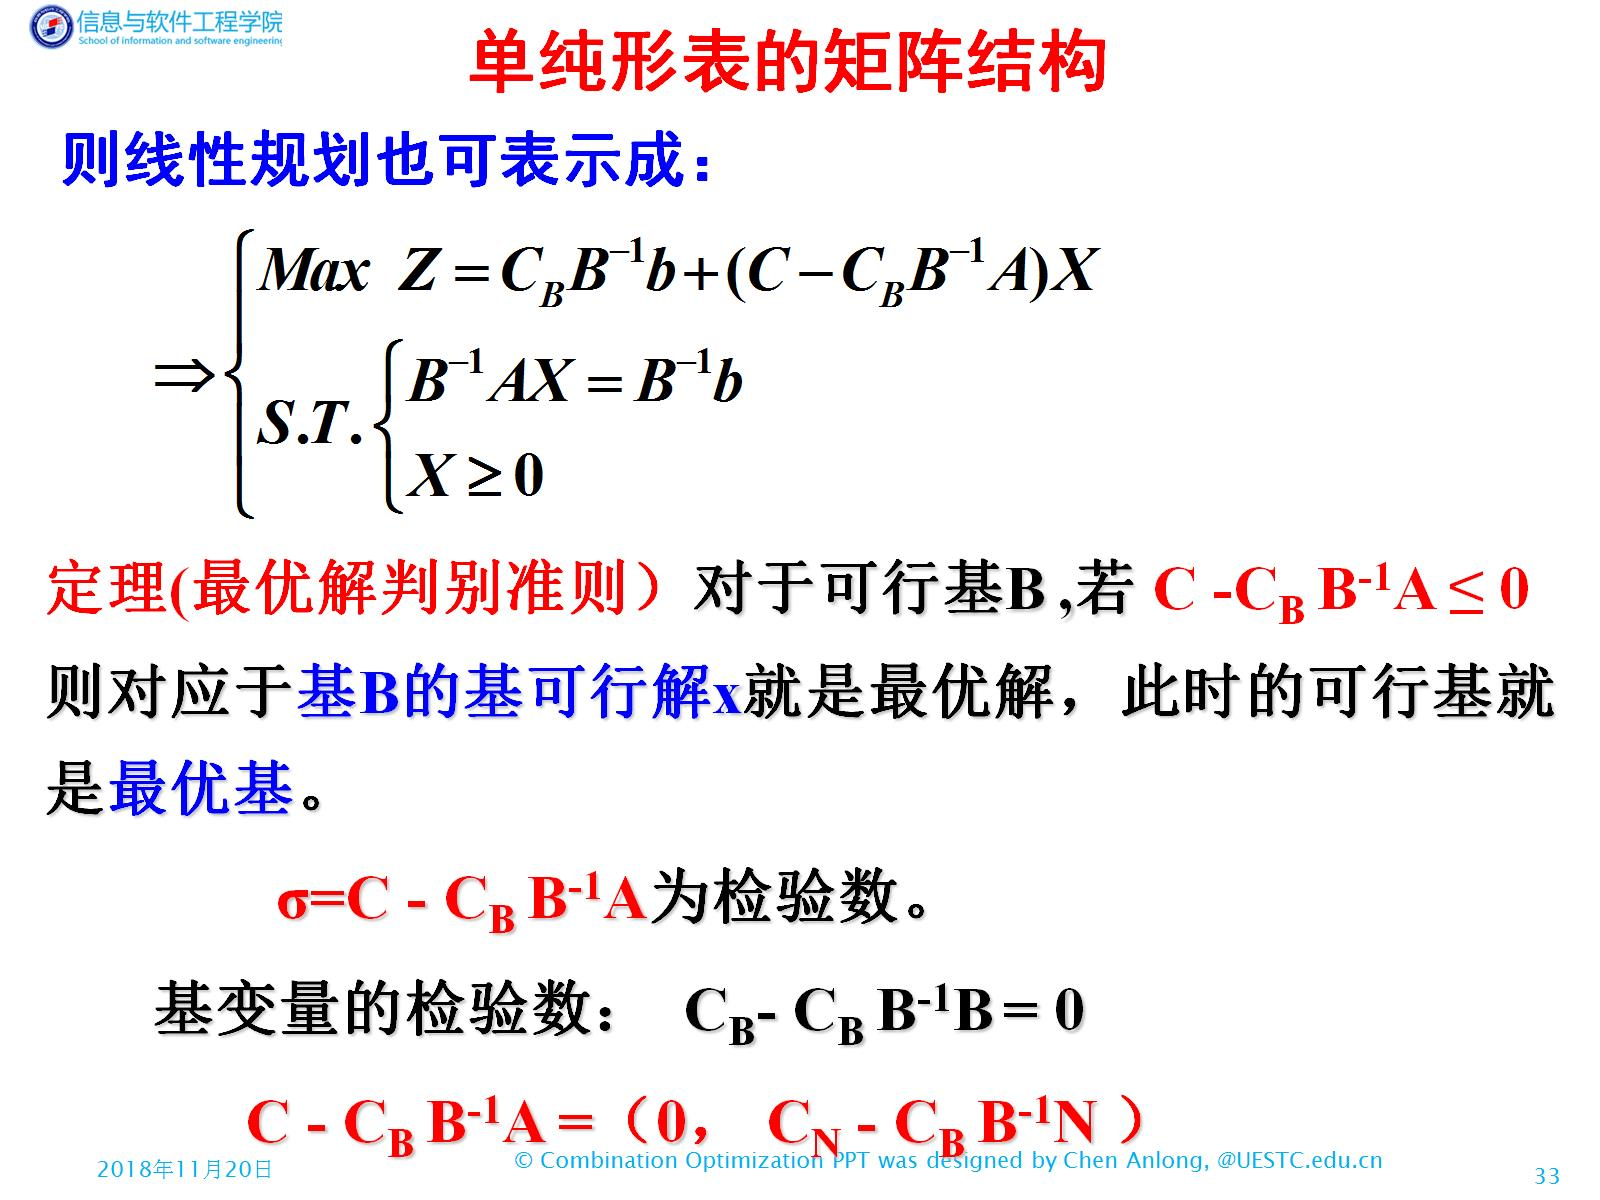 信息与软件工程学院
School of information and software engineering
单纯形表的矩阵结构
则线性规划也可表示成：
Max Z = C_B B⁻¹b + (C − C_B B⁻¹A)X
⇒
S.T.
B⁻¹AX = B⁻¹b
X ≥ 0
定理(最优解判别准则）对于可行基B ,若 C -C_B B⁻¹A ≤ 0
则对应于基B的基可行解x就是最优解，此时的可行基就
是最优基。
σ=C - C_B B⁻¹A为检验数。
基变量的检验数： C_B- C_B B⁻¹B = 0
C - C_B B⁻¹A =（0， C_N - C_B B⁻¹N ）
2018年11月20日
© Combination Optimization PPT was designed by Chen Anlong, @UESTC.edu.cn
33